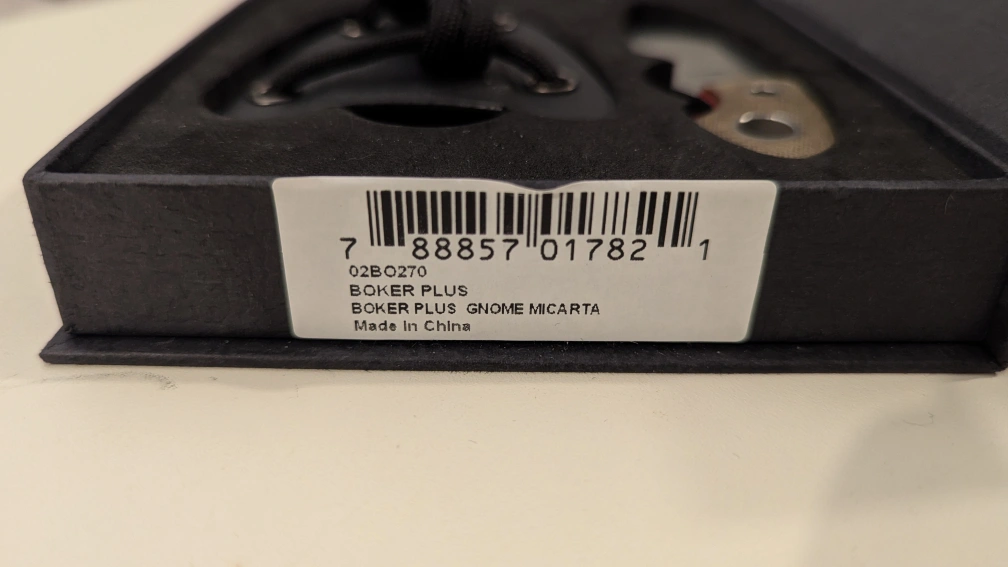 7 88857 01782 1
02BO270
BOKER PLUS
BOKER PLUS GNOME MICARTA
Made In China